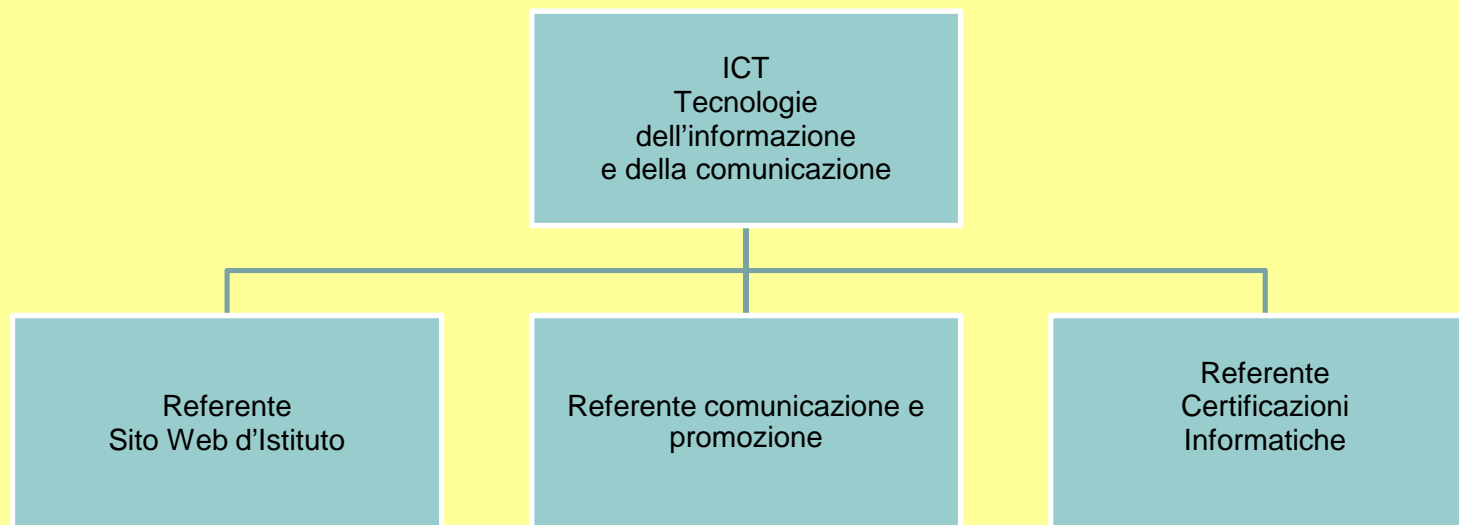 ICT
Tecnologie
dell’informazione
e della comunicazione
Referente
Sito Web d’Istituto
Referente comunicazione e
promozione
Referente
Certificazioni
Informatiche